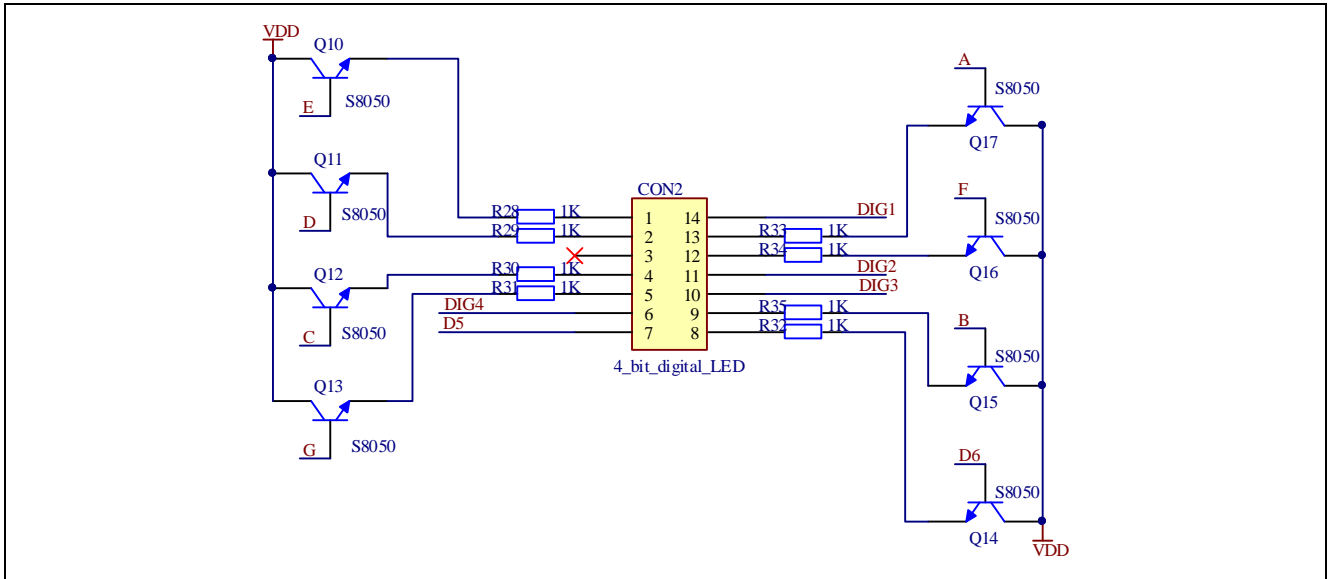 VDD
Q10
E
S8050
Q11
D
S8050
Q12
C
S8050
Q13
G
S8050
R28 1K
R29 1K
R30 1K
R31 1K
DIG4
D5
CON2
1 14
2 13
3 12
4 11
5 10
6 9
7 8
4_bit_digital_LED
DIG1
R33 1K
R34 1K
DIG2
DIG3
R35 1K
R32 1K
A
S8050
Q17
F
S8050
Q16
B
S8050
Q15
D6
S8050
Q14
VDD